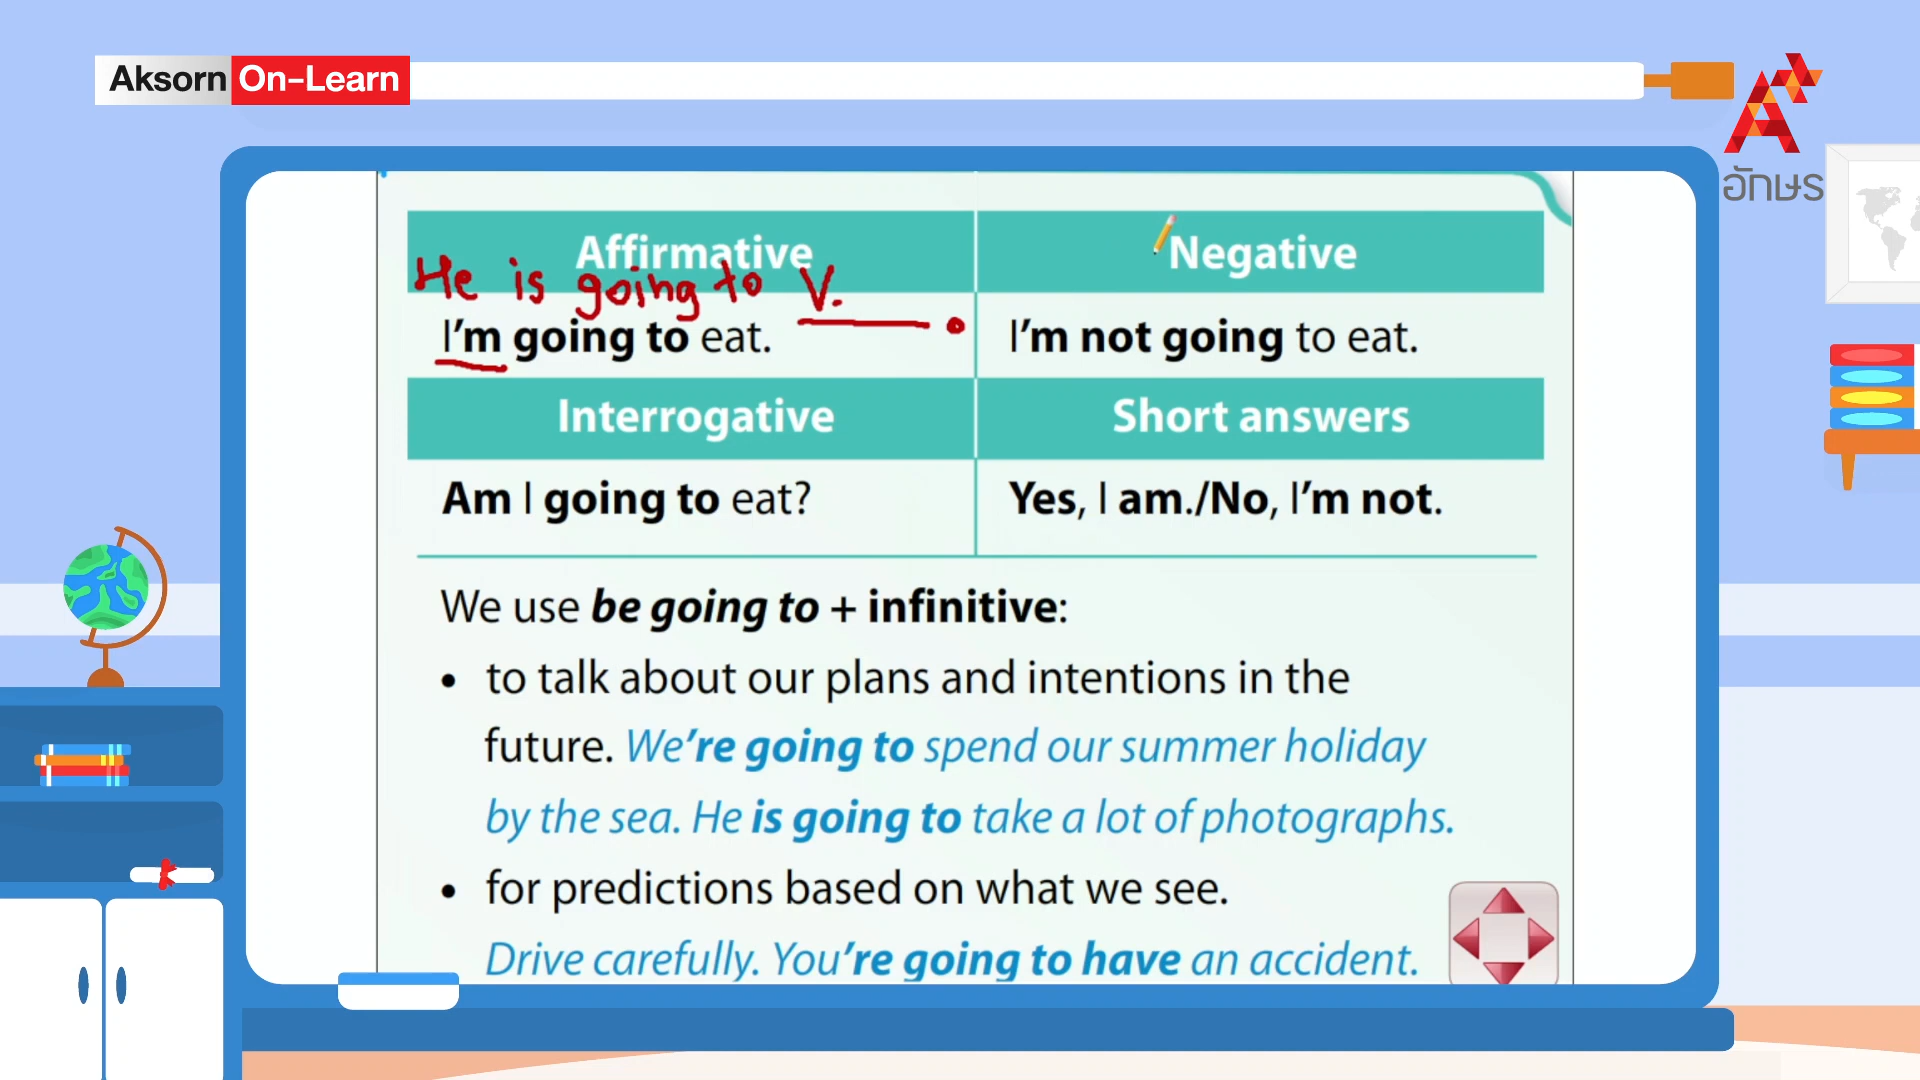 Aksorn On-Learn
อักษร
Affirmative
Negative
He is going to V.
I'm going to eat.
I'm not going to eat.
Interrogative
Short answers
Am I going to eat?
Yes, I am./No, I'm not.
We use be going to + infinitive:
• to talk about our plans and intentions in the
future. We're going to spend our summer holiday
by the sea. He is going to take a lot of photographs.
• for predictions based on what we see.
Drive carefully. You're going to have an accident.